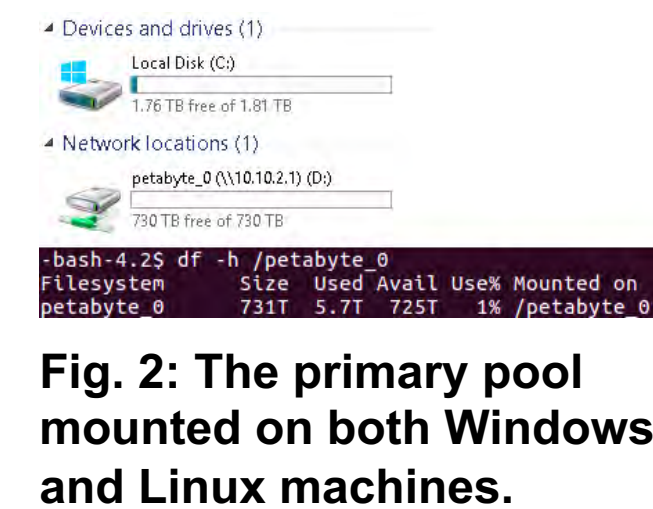 Devices and drives (1)
Local Disk (C:)
1.76 TB free of 1.81 TB
Network locations (1)
petabyte_0 (\\10.10.2.1) (D:)
730 TB free of 730 TB
-bash-4.2$ df -h /petabyte_0
Filesystem Size Used Avail Use% Mounted on
petabyte_0 731T 5.7T 725T 1% /petabyte_0
Fig. 2: The primary pool
mounted on both Windows
and Linux machines.